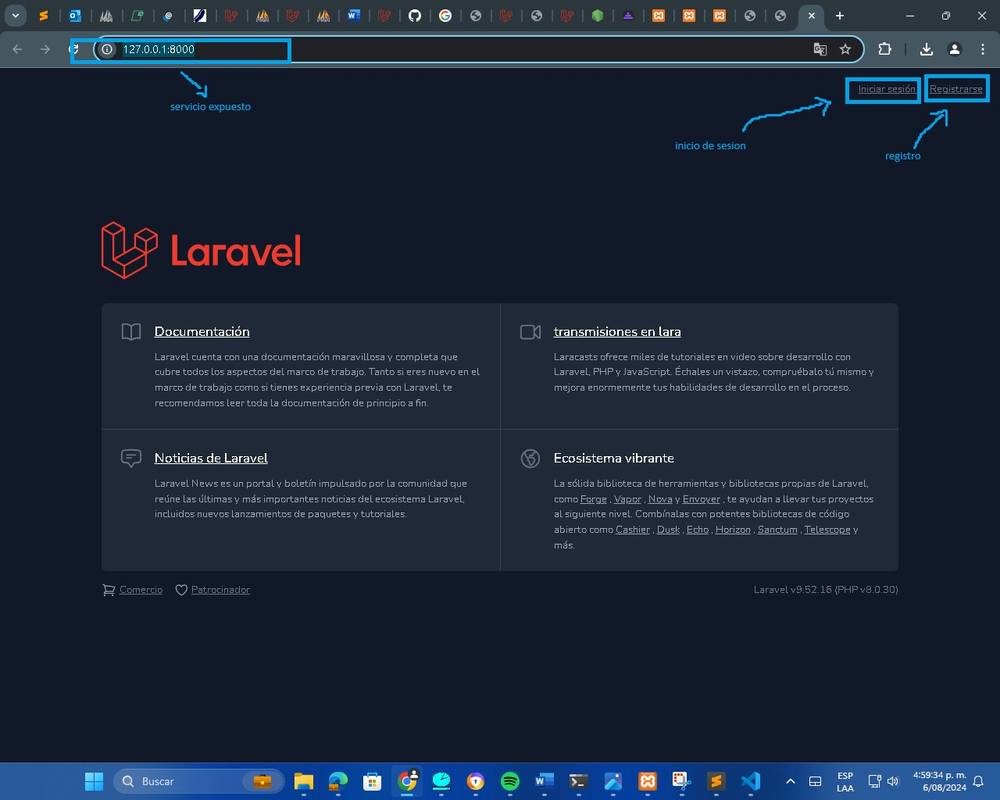 127.0.0.1:8000
servicio expuesto
Iniciar sesión
Registrarse
inicio de sesion
registro
Laravel
Documentación
Laravel cuenta con una documentación maravillosa y completa que
cubre todos los aspectos del marco de trabajo. Tanto si eres nuevo en el
marco de trabajo como si tienes experiencia previa con Laravel, te
recomendamos leer toda la documentación de principio a fin.
transmisiones en lara
Laracasts ofrece miles de tutoriales en video sobre desarrollo con
Laravel, PHP y JavaScript. Échales un vistazo, compruébalo tú mismo y
mejora enormemente tus habilidades de desarrollo en el proceso.
Noticias de Laravel
Laravel News es un portal y boletín impulsado por la comunidad que
reúne las últimas y más importantes noticias del ecosistema Laravel,
incluidos nuevos lanzamientos de paquetes y tutoriales.
Ecosistema vibrante
La sólida biblioteca de herramientas y bibliotecas propias de Laravel,
como Forge , Vapor , Nova y Envoyer , te ayudan a llevar tus proyectos
al siguiente nivel. Combínalas con potentes bibliotecas de código
abierto como Cashier , Dusk , Echo , Horizon , Sanctum , Telescope y
más.
Comercio
Patrocinador
Laravel v9.52.16 (PHP v8.0.30)
Buscar
ESP
LAA
4:59:34 p. m.
6/08/2024